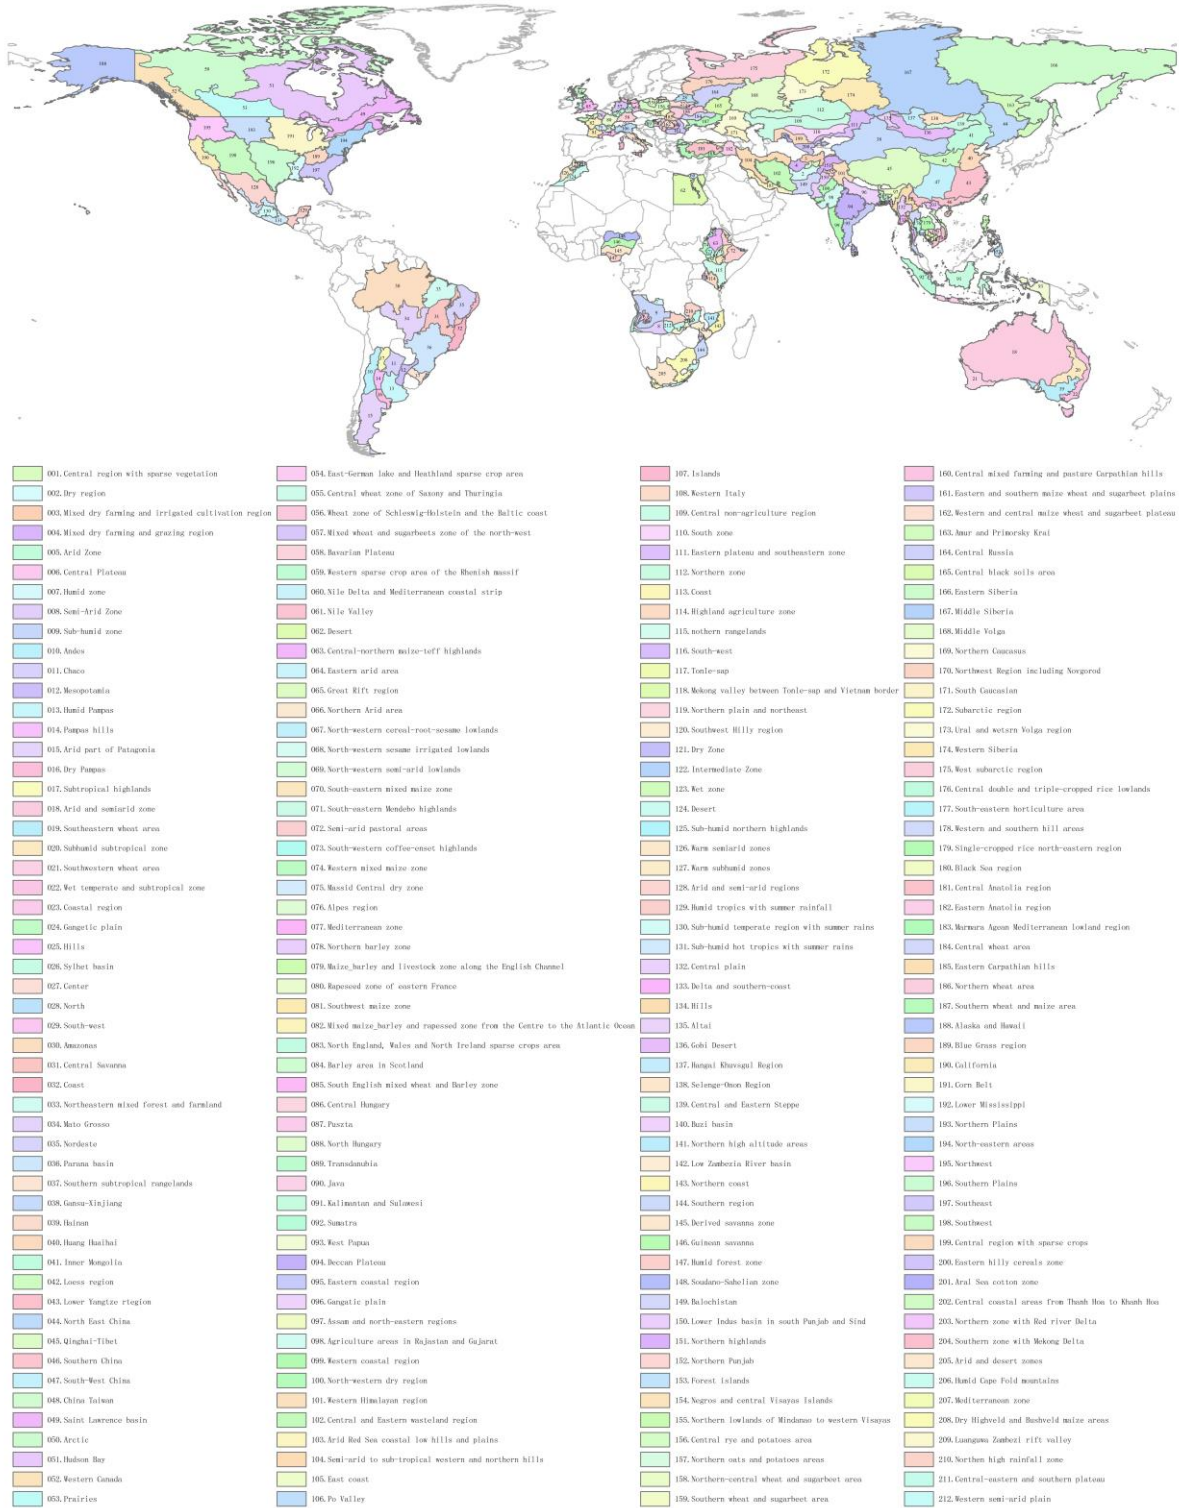 001.Central region with sparse vegetation
002.Dry region
003.Mixed dry farming and irrigated cultivation region
004.Mixed dry farming and grazing region
005.Arid Zone
006.Central Plateau
007.Humid zone
008.Semi-Arid Zone
009.Sub-humid zone
010.Andes
011.Chaco
012.Mesopotamia
013.Humid Pampas
014.Pampas hills
015.Arid part of Patagonia
016.Dry Pampas
017.Subtropical highlands
018.Arid and semiarid zone
019.Southeastern wheat area
020.Subhumid subtropical zone
021.Southwestern wheat area
022.Wet temperate and subtropical zone
023.Coastal region
024.Gangetic plain
025.Hills
026.Sylhet basin
027.Center
028.North
029.South-west
030.Amazonas
031.Central Savanna
032.Coast
033.Northeastern mixed forest and farmland
034.Mato Grosso
035.Nordeste
036.Parana basin
037.Southern subtropical rangelands
038.Gansu-Xinjiang
039.Hainan
040.Huang Huaihai
041.Inner Mongolia
042.Loess region
043.Lower Yangtze rtegion
044.North East China
045.Qinghai-Tibet
046.Southern China
047.South-West China
048.China Taiwan
049.Saint Lawrence basin
050.Arctic
051.Hudson Bay
052.Western Canada
053.Prairies
054.East-German lake and Heathland sparse crop area
055.Central wheat zone of Saxony and Thuringia
056.Wheat zone of Schleswig-Holstein and the Baltic coast
057.Mixed wheat and sugarbeets zone of the north-west
058.Bavarian Plateau
059.Western sparse crop area of the Rhenish massif
060.Nile Delta and Mediterranean coastal strip
061.Nile Valley
062.Desert
063.Central-northern maize-teff highlands
064.Eastern arid area
065.Great Rift region
066.Northern Arid area
067.North-western cereal-root-sesame lowlands
068.North-western sesame irrigated lowlands
069.North-western semi-arid lowlands
070.South-eastern mixed maize zone
071.South-eastern Mendebo highlands
072.Semi-arid pastoral areas
073.South-western coffee-enset highlands
074.Western mixed maize zone
075.Massid Central dry zone
076.Alpes region
077.Mediterranean zone
078.Northern barley zone
079.Maize_barley and livestock zone along the English Channel
080.Rapeseed zone of eastern France
081.Southwest maize zone
082.Mixed maize_barley and rapessed zone from the Centre to the Atlantic Ocean
083.North England, Wales and North Ireland sparse crops area
084.Barley area in Scotland
085.South English mixed wheat and Barley zone
086.Central Hungary
087.Puszta
088.North Hungary
089.Transdanubia
090.Java
091.Kalimantan and Sulawesi
092.Sumatra
093.West Papua
094.Deccan Plateau
095.Eastern coastal region
096.Gangatic plain
097.Assam and north-eastern regions
098.Agriculture areas in Rajastan and Gujarat
099.Western coastal region
100.North-western dry region
101.Western Himalayan region
102.Central and Eastern wasteland region
103.Arid Red Sea coastal low hills and plains
104.Semi-arid to sub-tropical western and northern hills
105.East coast
106.Po Valley
107.Islands
108.Western Italy
109.Central non-agriculture region
110.South zone
111.Eastern plateau and southeastern zone
112.Northern zone
113.Coast
114.Highland agriculture zone
115.nothern rangelands
116.South-west
117.Tonle-sap
118.Mekong valley between Tonle-sap and Vietnam border
119.Northern plain and northeast
120.Southwest Hilly region
121.Dry Zone
122.Intermediate Zone
123.Wet zone
124.Desert
125.Sub-humid northern highlands
126.Warm semiarid zones
127.Warm subhumid zones
128.Arid and semi-arid regions
129.Humid tropics with summer rainfall
130.Sub-humid temperate region with summer rains
131.Sub-humid hot tropics with summer rains
132.Central plain
133.Delta and southern-coast
134.Hills
135.Altai
136.Gobi Desert
137.Hangai Khuvsgul Region
138.Selenge-Onon Region
139.Central and Eastern Steppe
140.Buzi basin
141.Northern high altitude areas
142.Low Zambezia River basin
143.Northern coast
144.Southern region
145.Derived savanna zone
146.Guinean savanna
147.Humid forest zone
148.Soudano-Sahelian zone
149.Balochistan
150.Lower Indus basin in south Punjab and Sind
151.Northern highlands
152.Northern Punjab
153.Forest islands
154.Negros and central Visayas Islands
155.Northern lowlands of Mindanao to western Visayas
156.Central rye and potatoes area
157.Northern oats and potatoes areas
158.Northern-central wheat and sugarbeet area
159.Southern wheat and sugarbeet area
160.Central mixed farming and pasture Carpathian hills
161.Eastern and southern maize wheat and sugarbeet plains
162.Western and central maize wheat and sugarbeet plateau
163.Amur and Primorsky Krai
164.Central Russia
165.Central black soils area
166.Eastern Siberia
167.Middle Siberia
168.Middle Volga
169.Northern Caucasus
170.Northwest Region including Novgorod
171.South Caucasian
172.Subarctic region
173.Ural and wetsrn Volga region
174.Western Siberia
175.West subarctic region
176.Central double and triple-cropped rice lowlands
177.South-eastern horticulture area
178.Western and southern hill areas
179.Single-cropped rice north-eastern region
180.Black Sea region
181.Central Anatolia region
182.Eastern Anatolia region
183.Marmara Agean Mediterranean lowland region
184.Central wheat area
185.Eastern Carpathian hills
186.Northern wheat area
187.Southern wheat and maize area
188.Alaska and Hawaii
189.Blue Grass region
190.California
191.Corn Belt
192.Lower Mississippi
193.Northern Plains
194.North-eastern areas
195.Northwest
196.Southern Plains
197.Southeast
198.Southwest
199.Central region with sparse crops
200.Eastern hilly cereals zone
201.Aral Sea cotton zone
202.Central coastal areas from Thanh Hoa to Khanh Hoa
203.Northern zone with Red river Delta
204.Southern zone with Mekong Delta
205.Arid and desert zones
206.Humid Cape Fold mountains
207.Mediterranean zone
208.Dry Highveld and Bushveld maize areas
209.Luangwa Zambezi rift valley
210.Northen high rainfall zone
211.Central-eastern and southern plateau
212.Western semi-arid plain